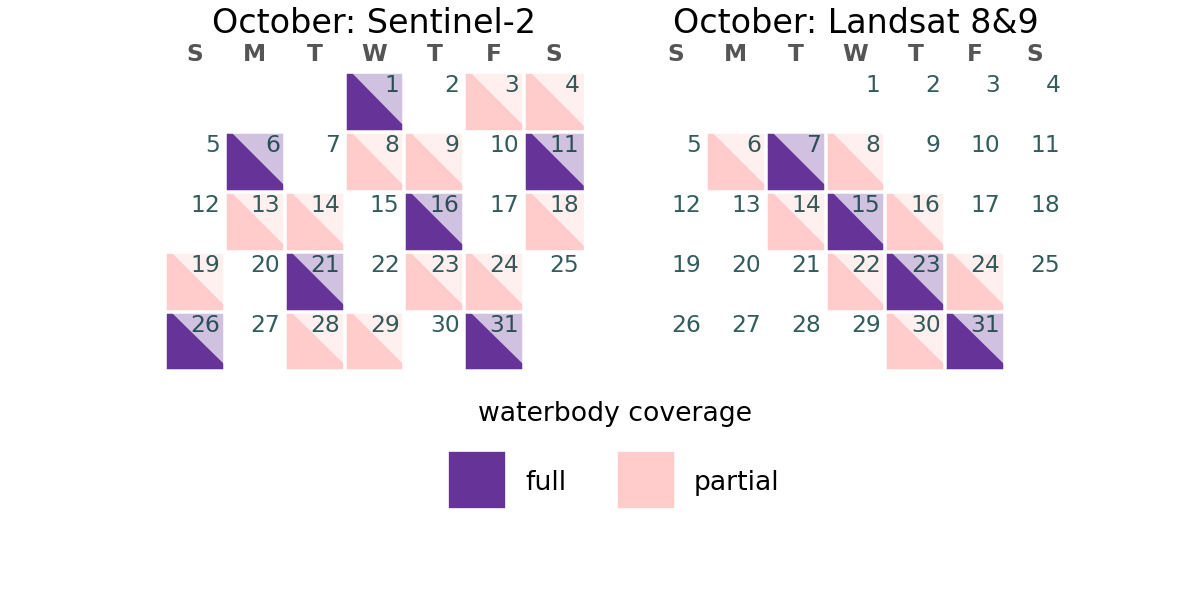 October: Sentinel-2
S M T W T F S
1 2 3 4
5 6 7 8 9 10 11
12 13 14 15 16 17 18
19 20 21 22 23 24 25
26 27 28 29 30 31
October: Landsat 8&9
S M T W T F S
1 2 3 4
5 6 7 8 9 10 11
12 13 14 15 16 17 18
19 20 21 22 23 24 25
26 27 28 29 30 31
waterbody coverage
full partial